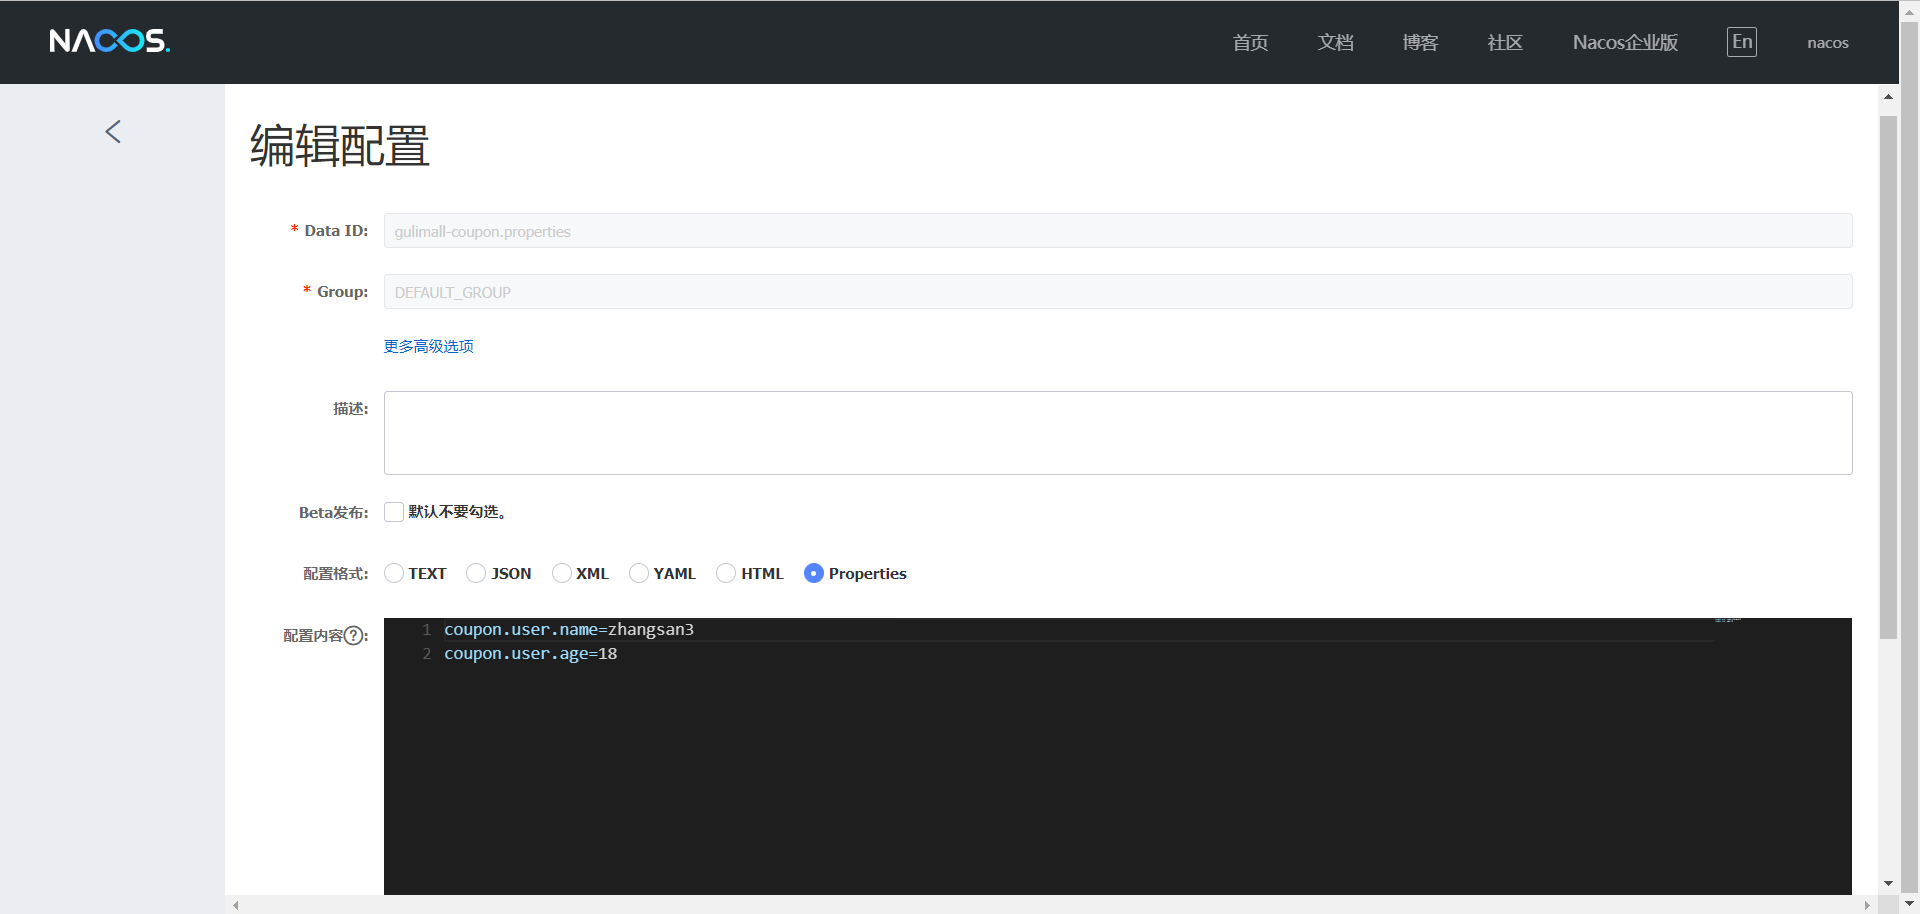 NACOS.
首页 文档 博客 社区 Nacos企业版 En nacos
编辑配置
* Data ID: gulimall-coupon.properties
* Group: DEFAULT_GROUP
更多高级选项
描述:
Beta发布: 默认不要勾选。
配置格式: TEXT JSON XML YAML HTML Properties
配置内容?: 1 coupon.user.name=zhangsan3
2 coupon.user.age=18